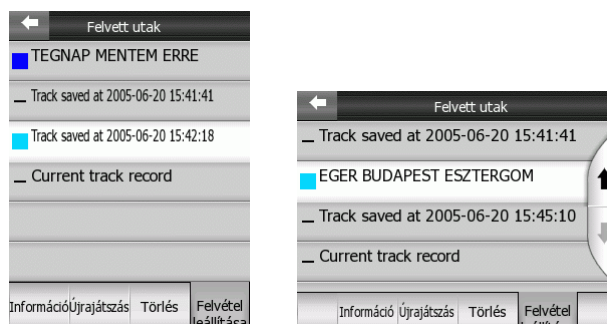 Felvett utak
TEGNAP MENTEM ERRE
Track saved at 2005-06-20 15:41:41
Track saved at 2005-06-20 15:42:18
Current track record
Információ Újrajátszás Törlés Felvétel
leállítása
Felvett utak
Track saved at 2005-06-20 15:41:41
EGER BUDAPEST ESZTERGOM
Track saved at 2005-06-20 15:45:10
Current track record
Információ Újrajátszás Törlés Felvétel